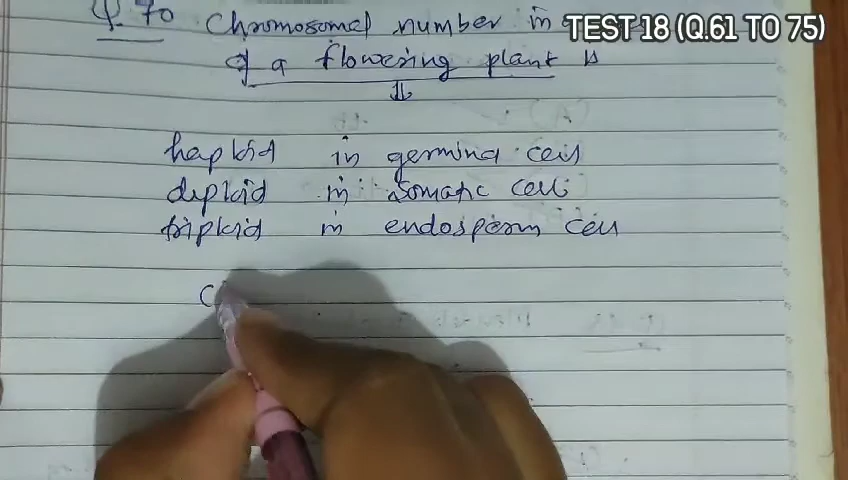 Q. 70 Chromosomal number in
TEST 18 (Q.61 TO 75)
of a flowering plant is
haploid in germinal cell
diploid in somatic cell
triploid in endosperm cell
C